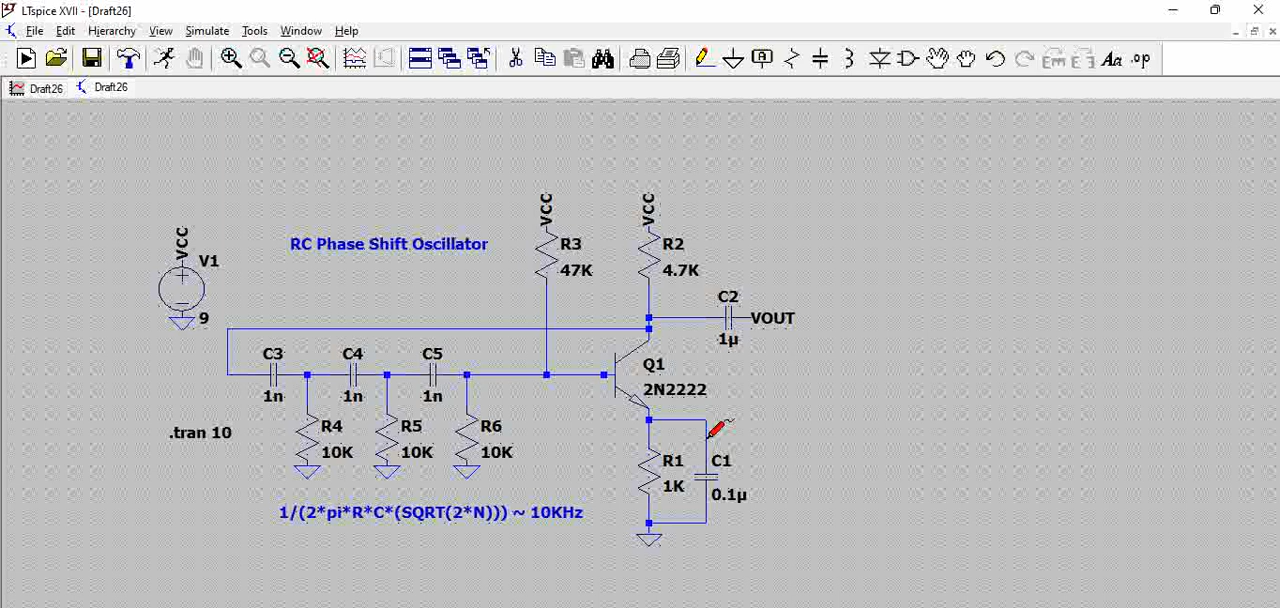 LTspice XVII - [Draft26]
File Edit Hierarchy View Simulate Tools Window Help
Aa .op
Draft26 Draft26
VCC VCC
VCC RC Phase Shift Oscillator R3 R2
V1 47K 4.7K
9
C2
VOUT
1µ
C3 C4 C5 Q1
1n 1n 1n 2N2222
.tran 10 R4 R5 R6
10K 10K 10K
R1 C1
1K 0.1µ
1/(2*pi*R*C*(SQRT(2*N))) ~ 10KHz